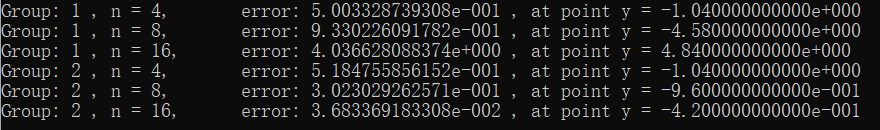 Group: 1 , n = 4,       error: 5.003328739308e-001 , at point y = -1.040000000000e+000
Group: 1 , n = 8,       error: 9.330226091782e-001 , at point y = -4.580000000000e+000
Group: 1 , n = 16,      error: 4.036628088374e+000 , at point y = 4.840000000000e+000
Group: 2 , n = 4,       error: 5.184755856152e-001 , at point y = -1.040000000000e+000
Group: 2 , n = 8,       error: 3.023029262571e-001 , at point y = -9.600000000000e-001
Group: 2 , n = 16,      error: 3.683369183308e-002 , at point y = -4.200000000000e-001